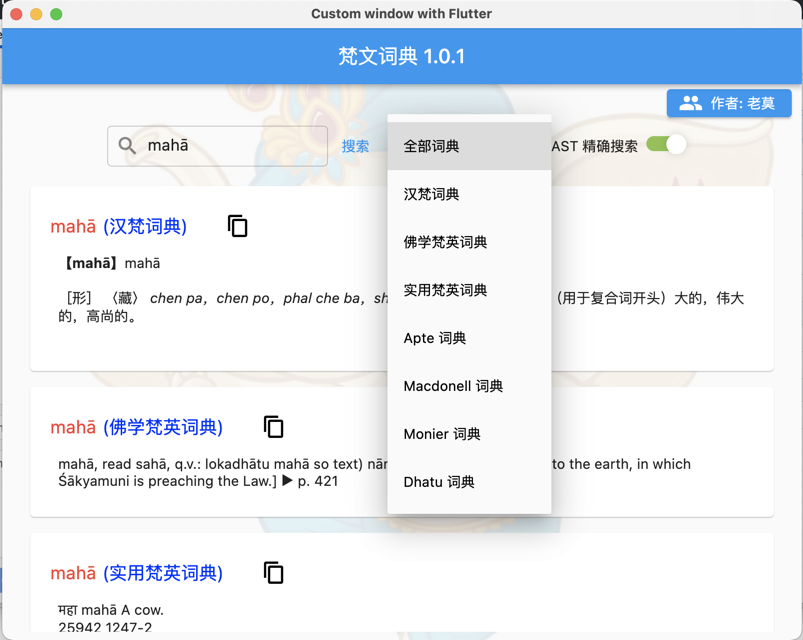 Custom window with Flutter
梵文词典 1.0.1
作者: 老莫
mahā
搜索
AST 精确搜索
全部词典
汉梵词典
佛学梵英词典
实用梵英词典
Apte 词典
Macdonell 词典
Monier 词典
Dhatu 词典
mahā (汉梵词典)
【mahā】mahā
［形］〈藏〉chen pa，chen po，phal che ba，sh
（用于复合词开头）大的，伟大
的，高尚的。
mahā (佛学梵英词典)
mahā, read sahā, q.v.: lokadhātu mahā so text) nār
to the earth, in which
Śākyamuni is preaching the Law.] ▶ p. 421
mahā (实用梵英词典)
महा mahā A cow.
25942 1247-2